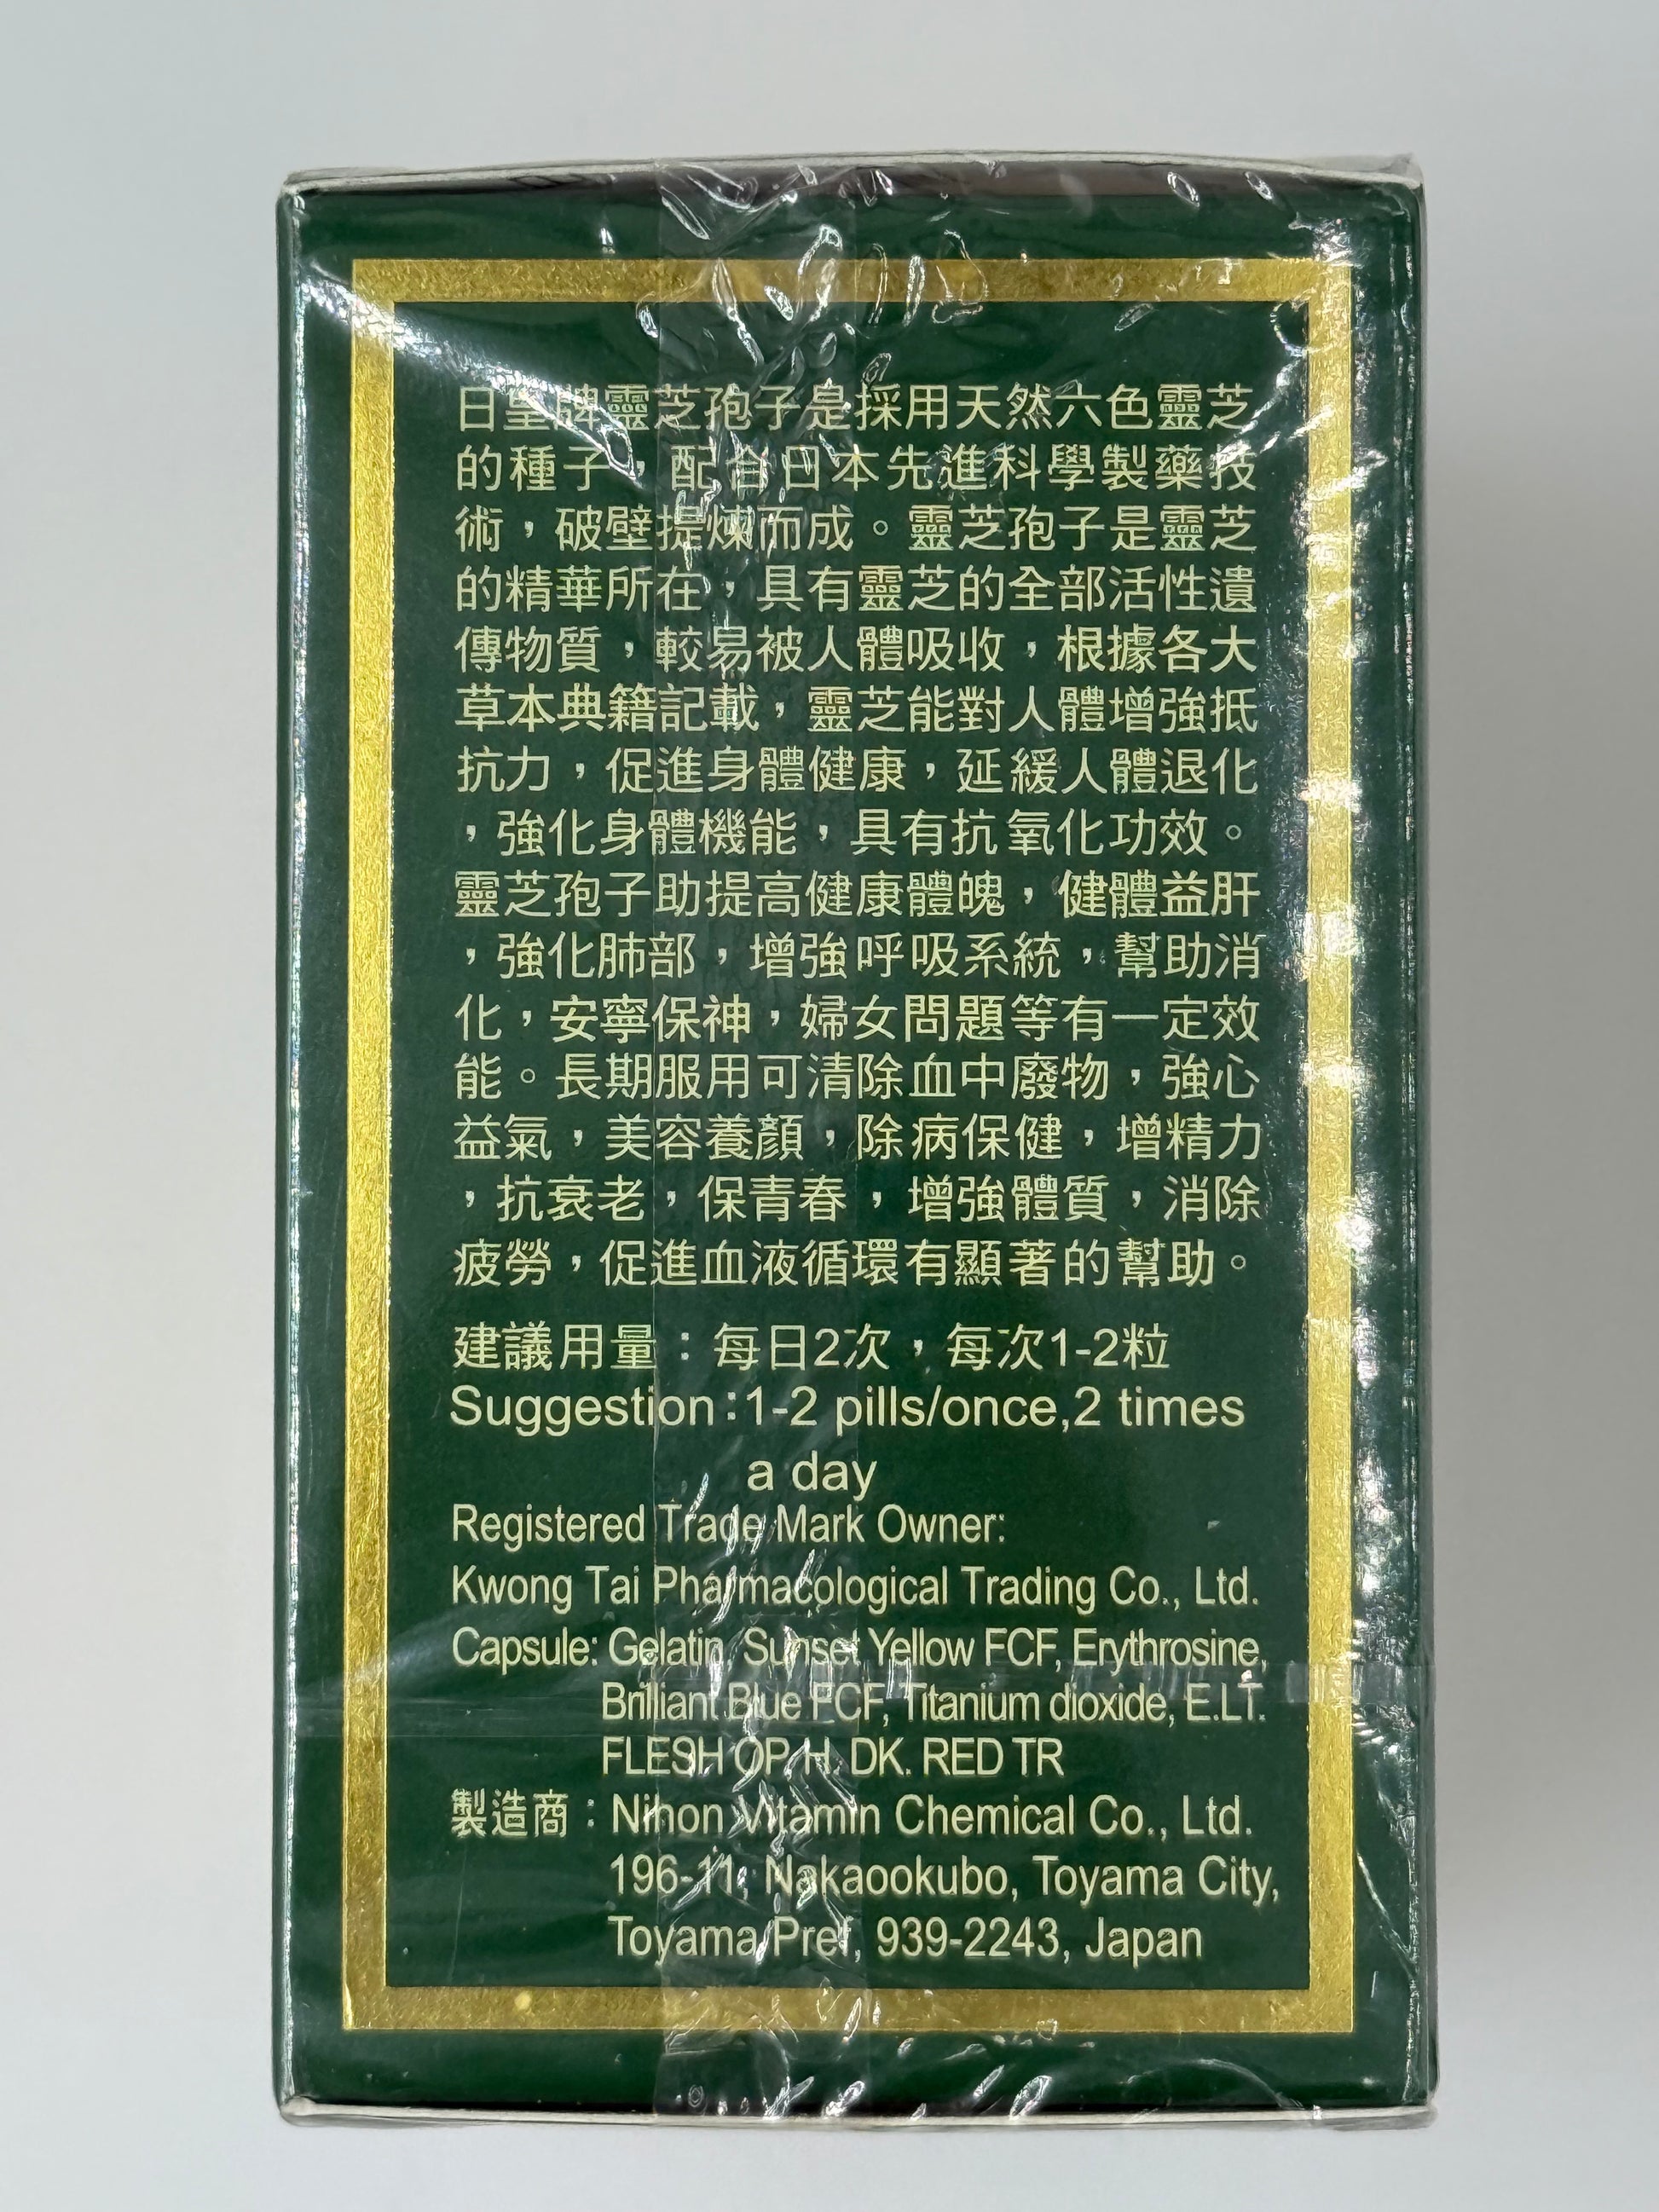 日皇牌靈芝孢子是採用天然六色靈芝
的種子，配合日本先進科學製藥技
術，破壁提煉而成。靈芝孢子是靈芝
的精華所在，具有靈芝的全部活性遺
傳物質，較易被人體吸收，根據各大
草本典籍記載，靈芝能對人體增強抵
抗力，促進身體健康，延緩人體退化
，強化身體機能，具有抗氧化功效。
靈芝孢子助提高健康體魄，健體益肝
，強化肺部，增強呼吸系統，幫助消
化，安寧保神，婦女問題等有一定效
能。長期服用可清除血中廢物，強心
益氣，美容養顏，除病保健，增精力
，抗衰老，保青春，增強體質，消除
疲勞，促進血液循環有顯著的幫助。
建議用量：每日2次，每次1-2粒
Suggestion:1-2 pills/once,2 times
a day
Registered Trade Mark Owner:
Kwong Tai Pharmacological Trading Co., Ltd.
Capsule: Gelatin, Sunset Yellow FCF, Erythrosine,
Brilliant Blue FCF, Titanium dioxide, E.LT.
FLESH OP. H. DK. RED TR
製造商：Nihon Vitamin Chemical Co., Ltd.
196-11, Nakaookubo, Toyama City,
Toyama Pref, 939-2243, Japan